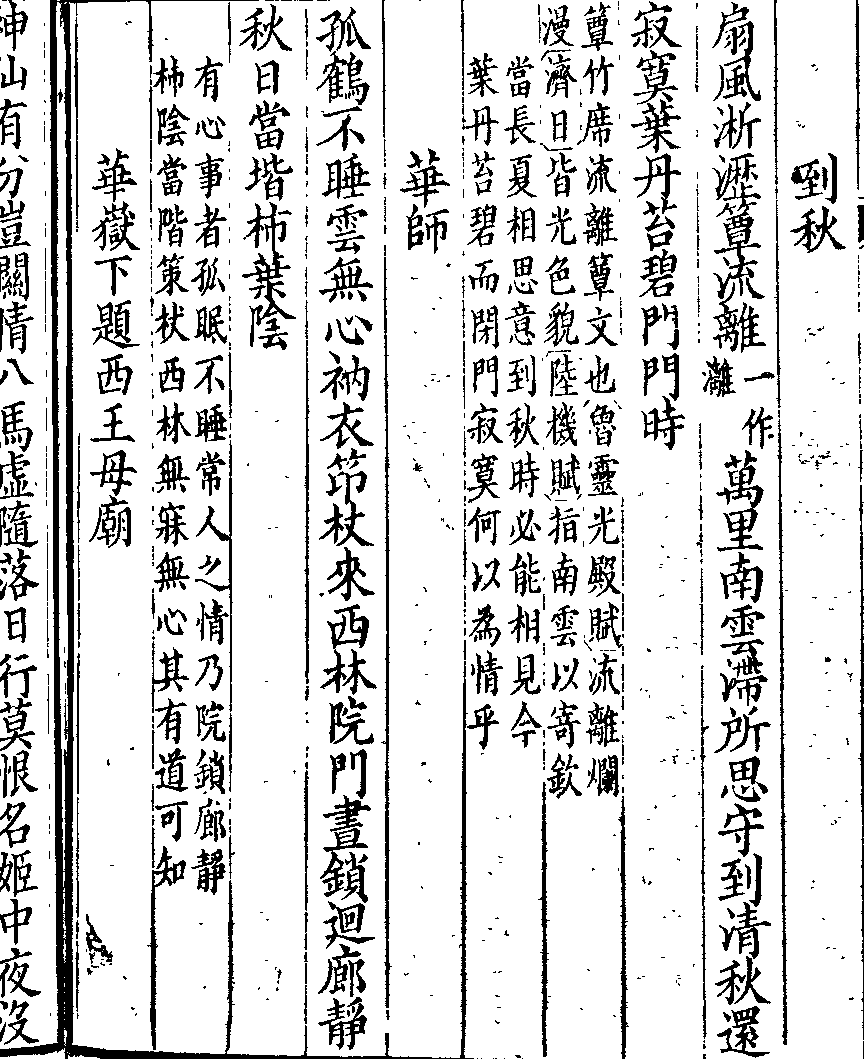 到秋
扇風淅瀝簟流離一作灕萬里南雲滯所思守到清秋還
寂寞葉丹苔碧閉門時
簟竹席流離簟文也魯靈光殿賦流離爛
漫濟日皆光色貌陸機賦指南雲以寄欽
當長夏相思意到秋時必能相見今
葉丹苔碧而閉門寂寞何以為情乎
華師
孤鶴不睡雲無心衲衣筇杖來西林院門晝鎖迴廊靜
秋日當堦柿葉陰
有心事者孤眠不睡常人之情乃院鎖廊靜
柿陰當階策杖西林無寐無心其有道可知
華嶽下題西王母廟
神仙有分豈關情八馬虛隨落日行莫恨名姬中夜沒